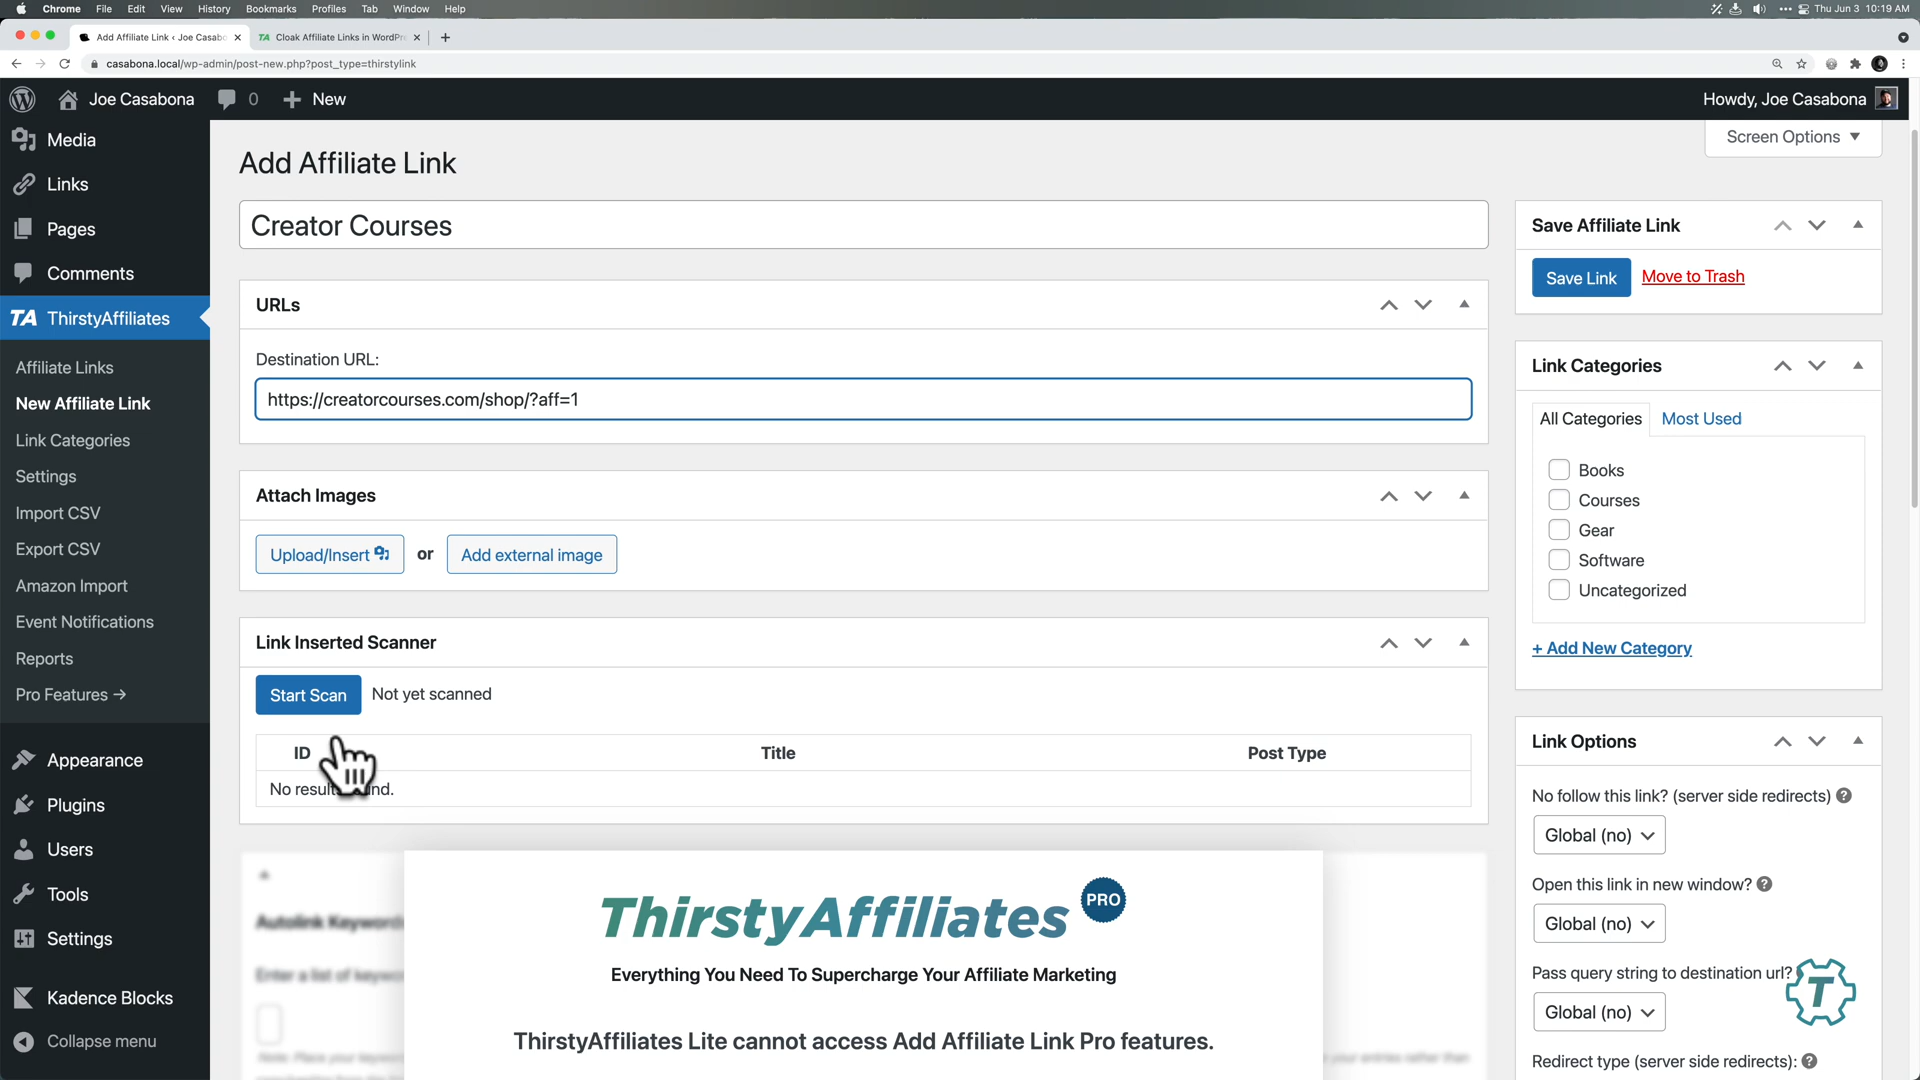 Chrome File Edit View History Bookmarks Profiles Tab Window Help
Thu Jun 3 10:19 AM
Add Affiliate Link ‹ Joe Casabo
TA Cloak Affiliate Links in WordPr
casabona.local/wp-admin/post-new.php?post_type=thirstylink
Joe Casabona 0 New
Howdy, Joe Casabona
Media
Links
Pages
Comments
TA ThirstyAffiliates
Affiliate Links
New Affiliate Link
Link Categories
Settings
Import CSV
Export CSV
Amazon Import
Event Notifications
Reports
Pro Features →
Appearance
Plugins
Users
Tools
Settings
Kadence Blocks
Collapse menu
Screen Options
Add Affiliate Link
Creator Courses
URLs
Destination URL:
https://creatorcourses.com/shop/?aff=1
Attach Images
Upload/Insert or Add external image
Link Inserted Scanner
Start Scan Not yet scanned
ID Title Post Type
No results
Autolink Keyword
Enter a list of
ThirstyAffiliates PRO
Everything You Need To Supercharge Your Affiliate Marketing
ThirstyAffiliates Lite cannot access Add Affiliate Link Pro features.
Save Affiliate Link
Save Link Move to Trash
Link Categories
All Categories Most Used
Books
Courses
Gear
Software
Uncategorized
+ Add New Category
Link Options
No follow this link? (server side redirects) ?
Global (no)
Open this link in new window? ?
Global (no)
Pass query string to destination url?
Global (no)
T
Redirect type (server side redirects): ?